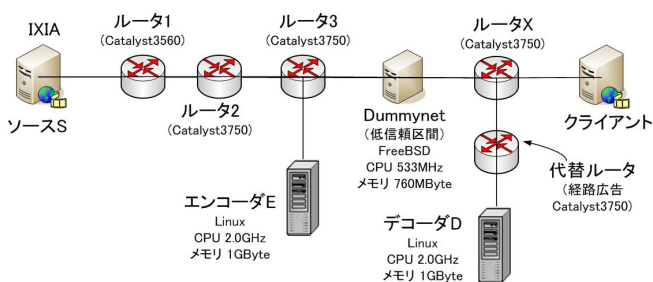 IXIA
ソースS
ルータ1
(Catalyst3560)
ルータ2
(Catalyst3750)
ルータ3
(Catalyst3750)
エンコーダE
Linux
CPU 2.0GHz
メモリ 1GByte
Dummynet
(低信頼区間)
FreeBSD
CPU 533MHz
メモリ 760MByte
ルータX
(Catalyst3750)
クライアント
代替ルータ
(経路広告
Catalyst3750)
デコーダD
Linux
CPU 2.0GHz
メモリ 1GByte